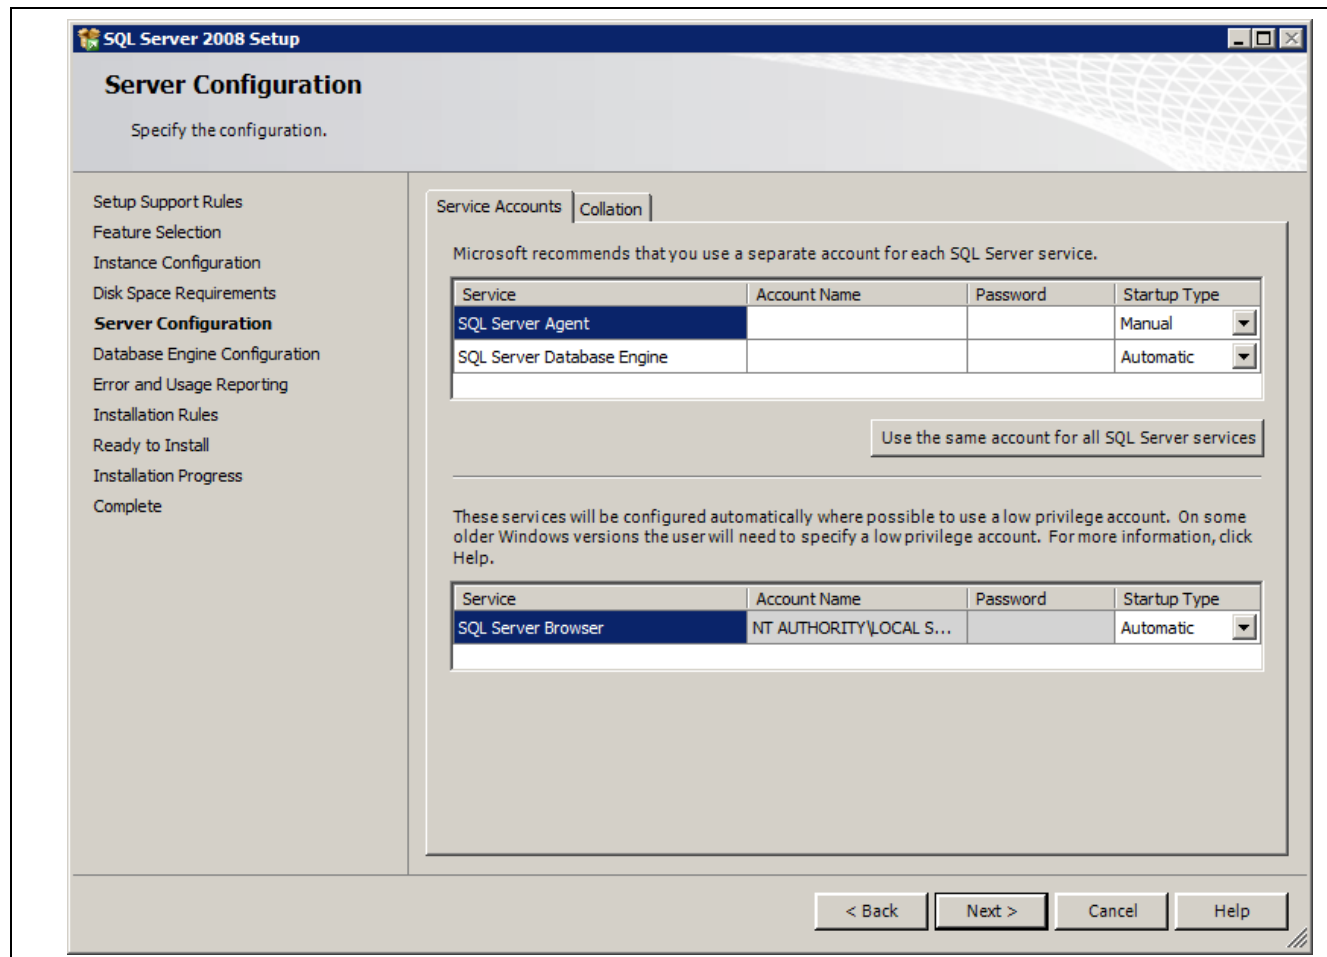 SQL Server 2008 Setup
Server Configuration
Specify the configuration.
Setup Support Rules
Feature Selection
Instance Configuration
Disk Space Requirements
Server Configuration
Database Engine Configuration
Error and Usage Reporting
Installation Rules
Ready to Install
Installation Progress
Complete
Service Accounts Collation
Microsoft recommends that you use a separate account for each SQL Server service.
Service Account Name Password Startup Type
SQL Server Agent Manual
SQL Server Database Engine Automatic
Use the same account for all SQL Server services
These services will be configured automatically where possible to use a low privilege account. On some
older Windows versions the user will need to specify a low privilege account. For more information, click
Help.
Service Account Name Password Startup Type
SQL Server Browser NT AUTHORITY\LOCAL S... Automatic
< Back Next > Cancel Help